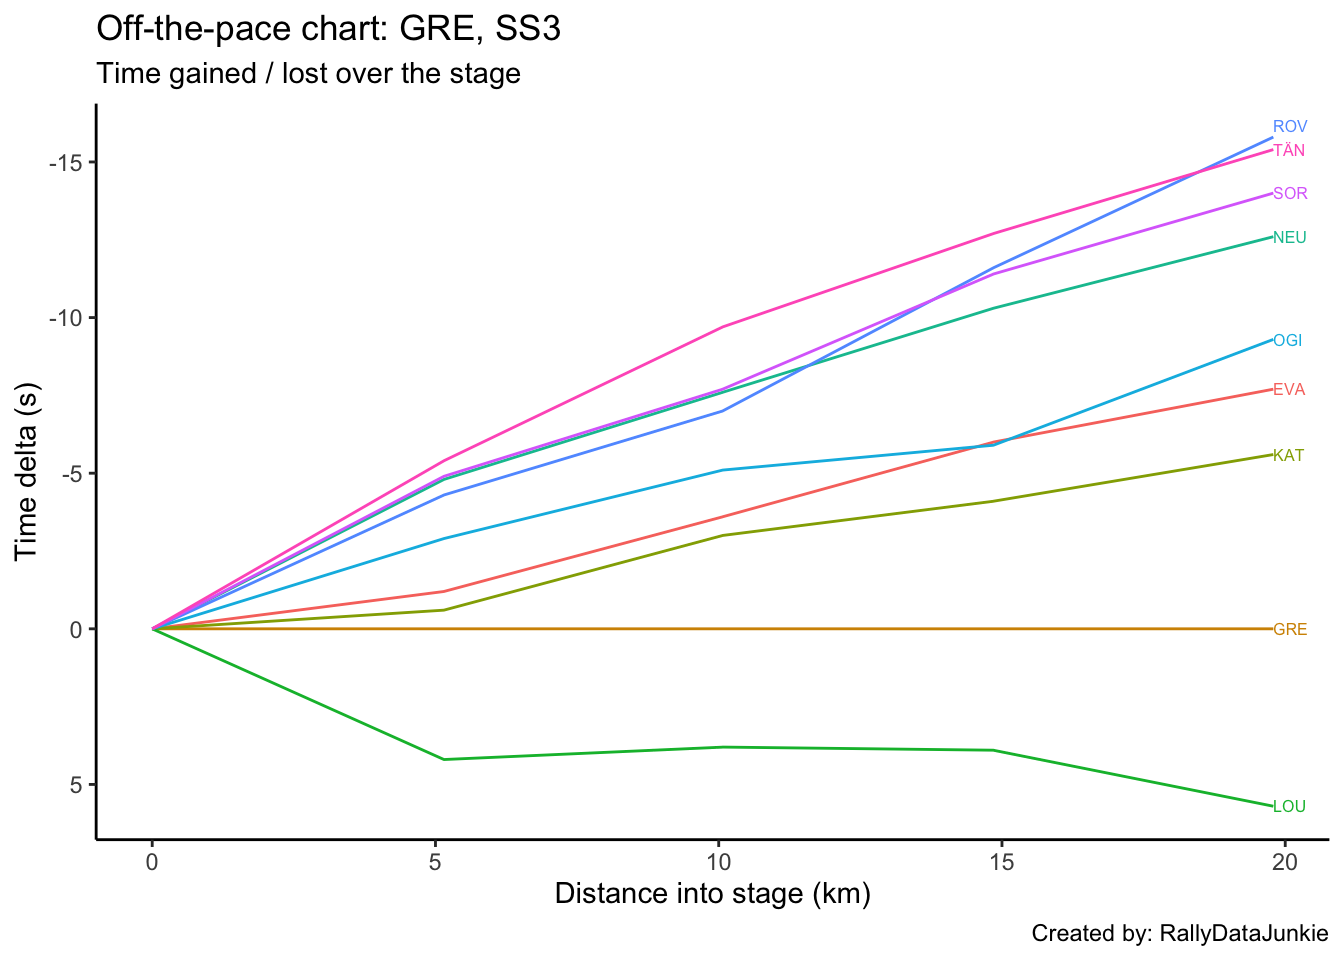 Off-the-pace chart: GRE, SS3
Time gained / lost over the stage
ROV
-15
TÄN
SOR
NEU
-10
OGI
EVA
KAT
-5
Time delta (s)
0
GRE
5
LOU
0 5 10 15 20
Distance into stage (km)
Created by: RallyDataJunkie